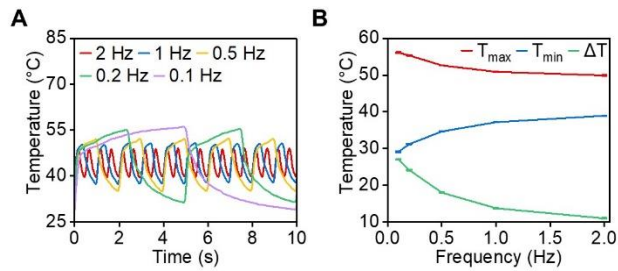 A
85
70
55
40
25
Temperature (°C)
2 Hz 1 Hz 0.5 Hz
0.2 Hz 0.1 Hz
0 2 4 6 8 10
Time (s)
B
60
50
40
30
20
10
Temperature (°C)
Tmax Tmin ΔT
0.0 0.5 1.0 1.5 2.0
Frequency (Hz)